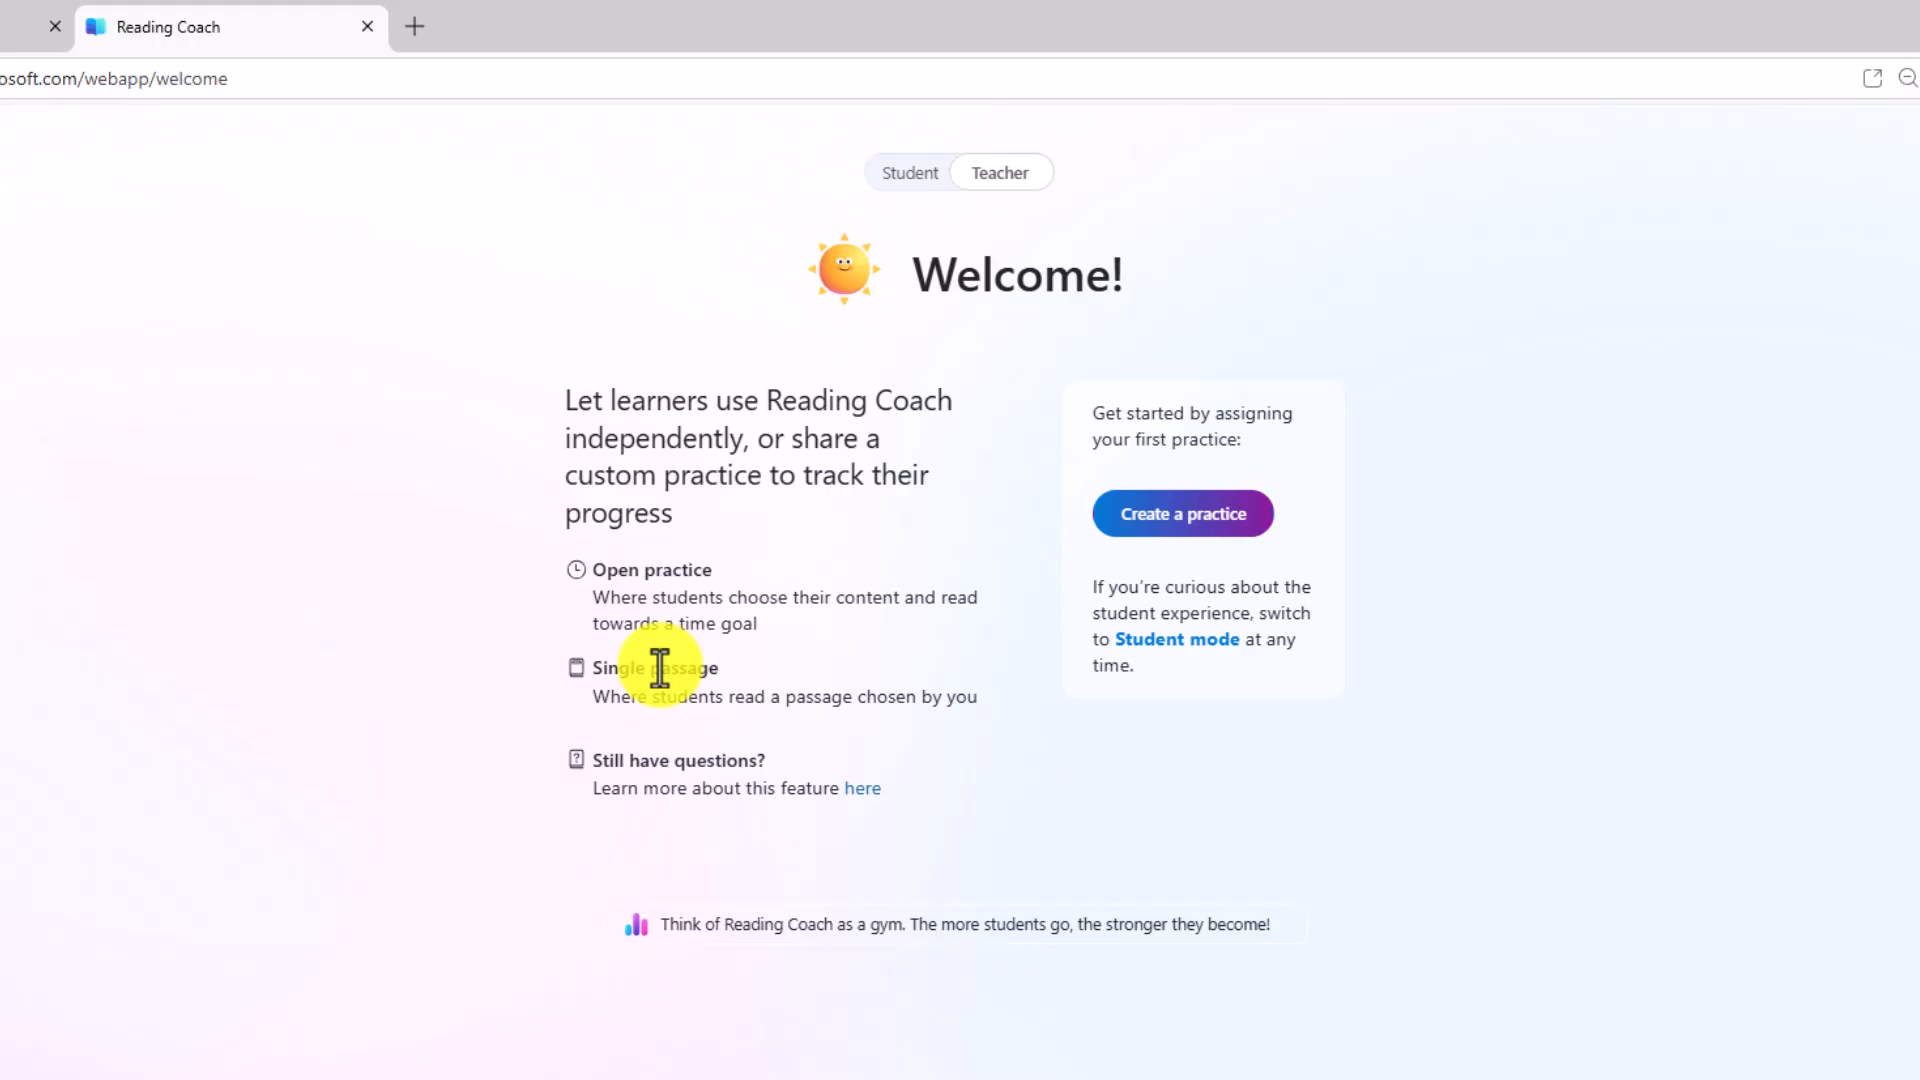 Reading Coach
osoft.com/webapp/welcome
Student Teacher
Welcome!
Let learners use Reading Coach
independently, or share a
custom practice to track their
progress
Open practice
Where students choose their content and read
towards a time goal
Single passage
Where students read a passage chosen by you
Still have questions?
Learn more about this feature here
Get started by assigning
your first practice:
Create a practice
If you're curious about the
student experience, switch
to Student mode at any
time.
Think of Reading Coach as a gym. The more students go, the stronger they become!